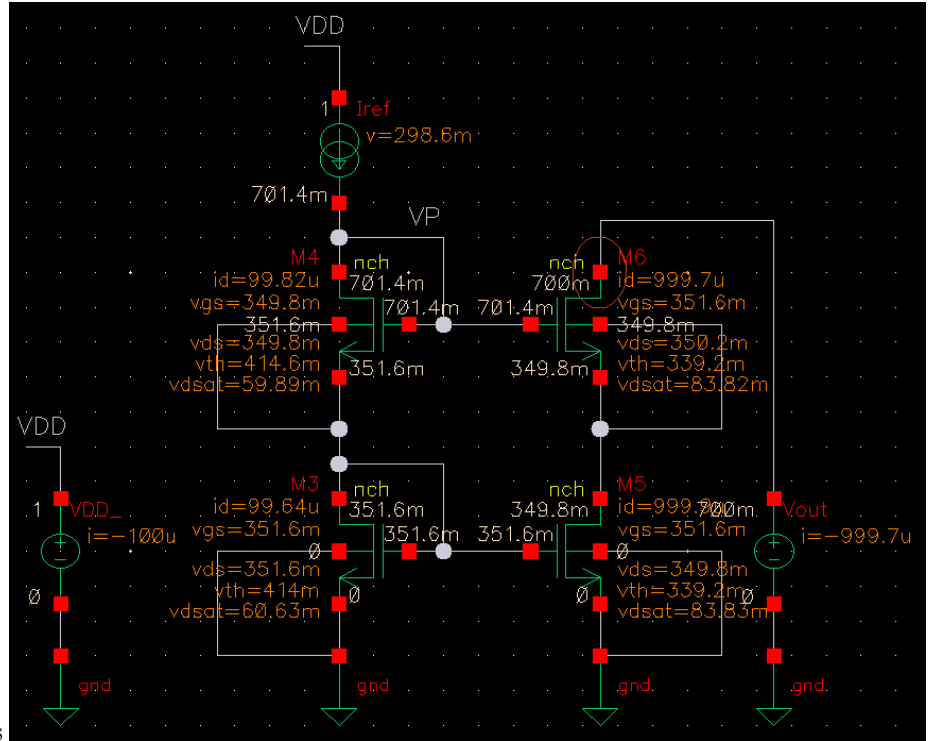 VDD
1
Iref
v=298.6m
701.4m
VP
M4
nch
id=99.82u
701.4m
vgs=349.8m
701.4m
351.6m
vds=349.8m
vth=414.6m
351.6m
vdsat=59.89m
nch
M6
700m
id=999.7u
vgs=351.6m
701.4m
349.8m
vds=350.2m
vth=339.2m
349.8m
vdsat=83.82m
VDD
1
VDD_
i=-100u
0
gnd
M3
nch
id=99.64u
351.6m
vgs=351.6m
351.6m
0
vds=351.6m
vth=414m
0
vdsat=60.63m
gnd
nch
M5
349.8m
vgs=351.6m
351.6m
0
vds=349.8m
vth=339.2m
0
vdsat=83.83m
gnd
700m
Vout
i=-999.7u
0
gnd
s